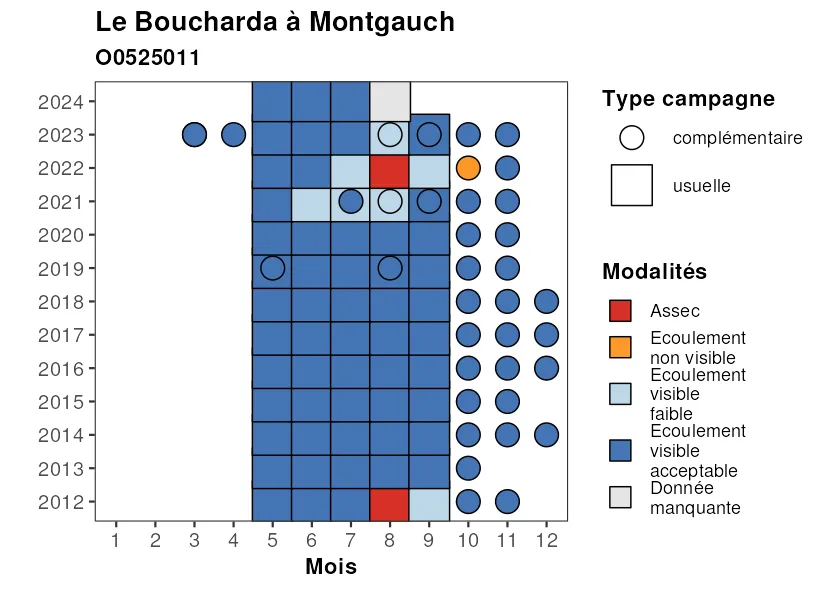 Le Boucharda à Montgauch
O0525011
2024
2023
2022
2021
2020
2019
2018
2017
2016
2015
2014
2013
2012
1 2 3 4 5 6 7 8 9 10 11 12
Mois
Type campagne
complémentaire
usuelle
Modalités
Assec
Ecoulement
non visible
Ecoulement
visible
faible
Ecoulement
visible
acceptable
Donnée
manquante